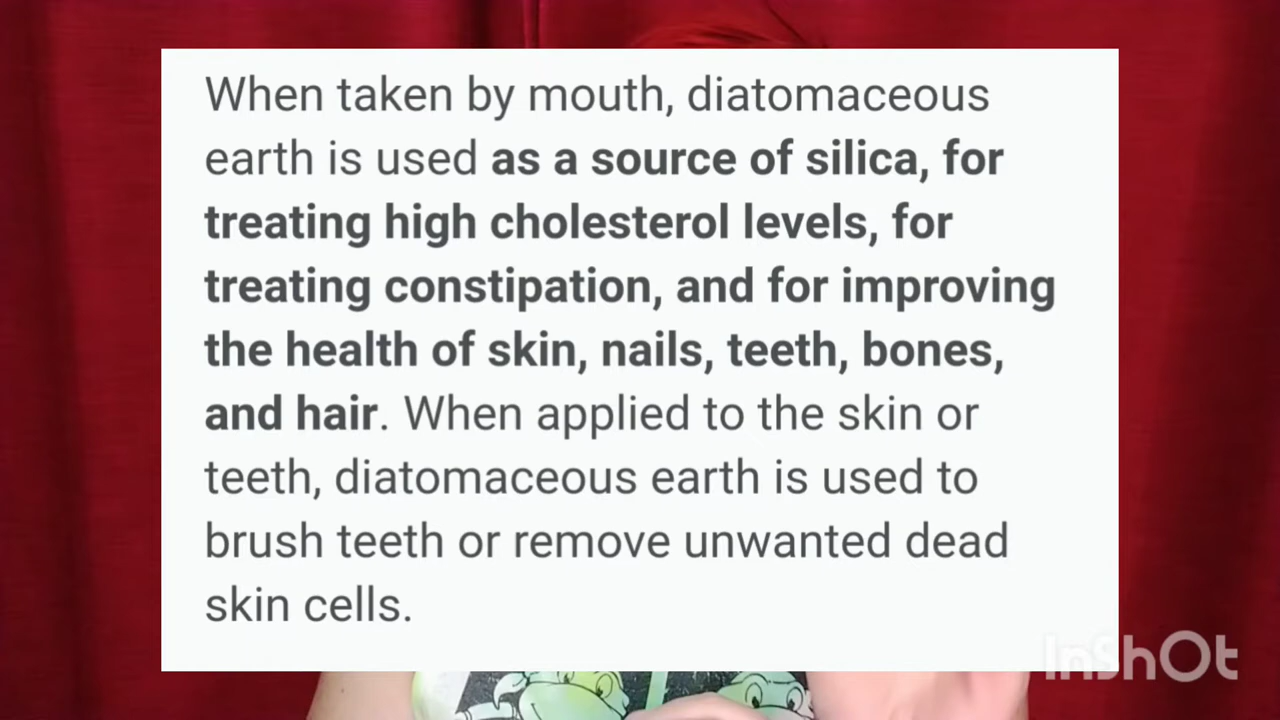 When taken by mouth, diatomaceous
earth is used as a source of silica, for
treating high cholesterol levels, for
treating constipation, and for improving
the health of skin, nails, teeth, bones,
and hair. When applied to the skin or
teeth, diatomaceous earth is used to
brush teeth or remove unwanted dead
skin cells.
InShOt